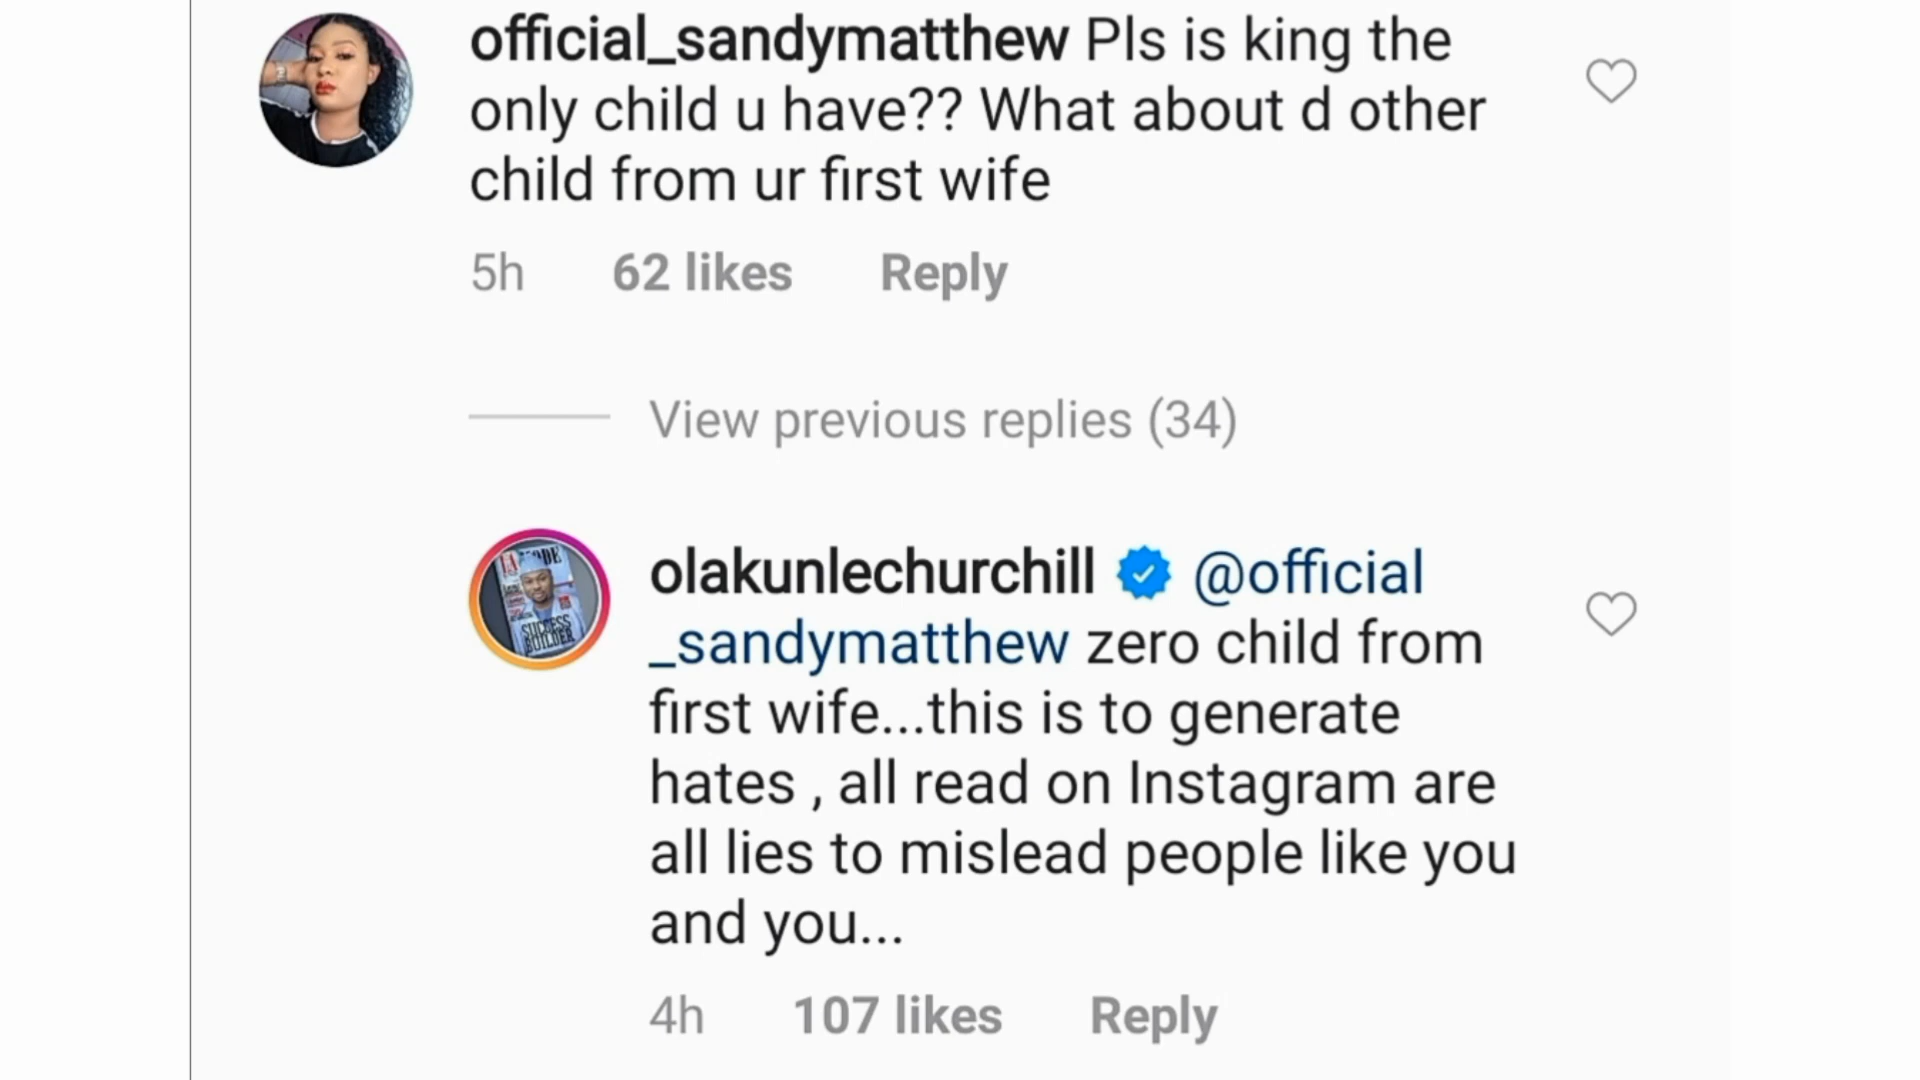 official_sandymatthew Pls is king the
only child u have?? What about d other
child from ur first wife
5h 62 likes Reply
View previous replies (34)
SUCCESS
BUILDER
olakunlechurchill @official
_sandymatthew zero child from
first wife...this is to generate
hates , all read on Instagram are
all lies to mislead people like you
and you...
4h 107 likes Reply